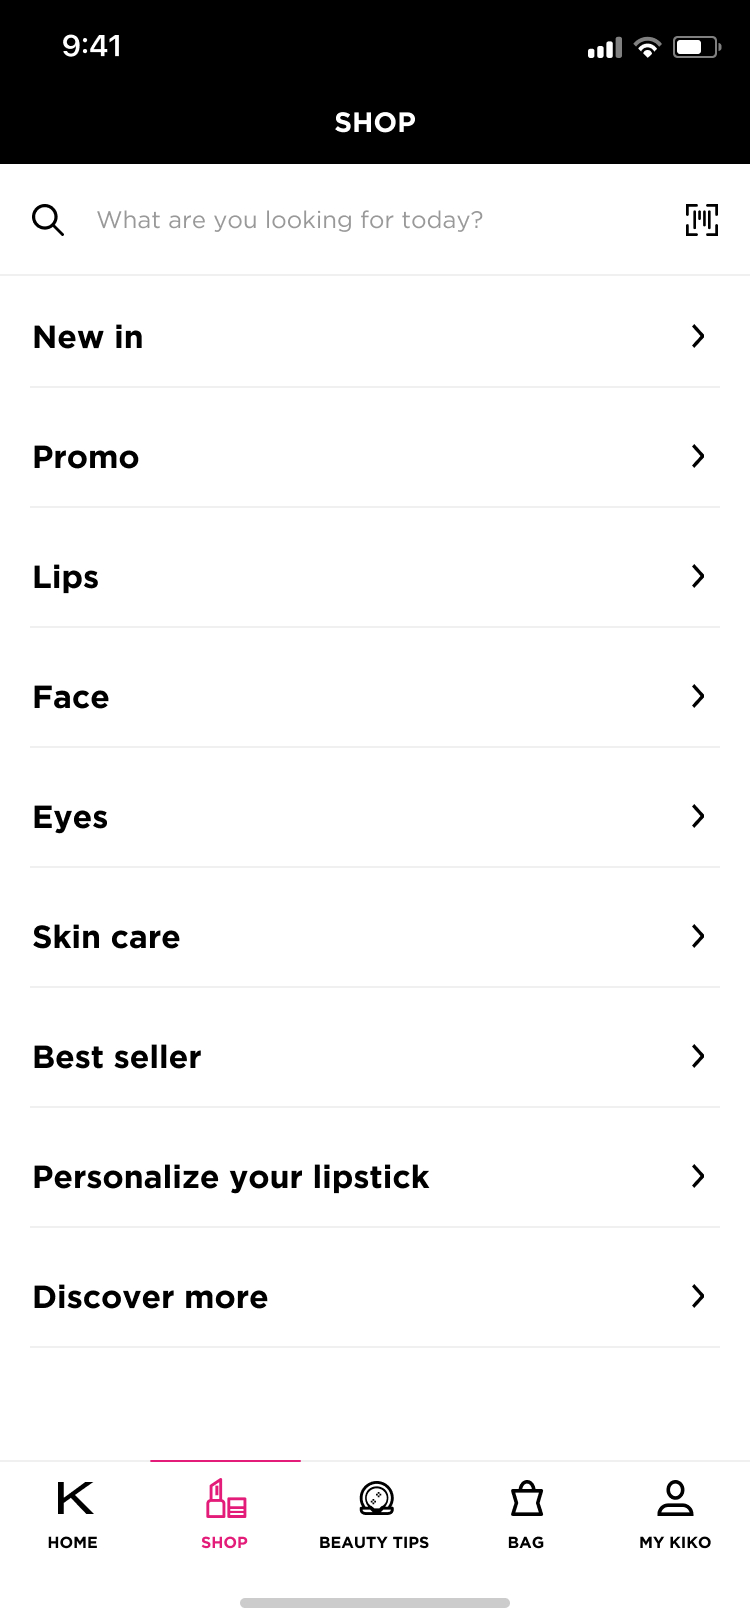 9:41
SHOP
What are you looking for today?
New in
Promo
Lips
Face
Eyes
Skin care
Best seller
Personalize your lipstick
Discover more
K
HOME
SHOP
BEAUTY TIPS
BAG
MY KIKO